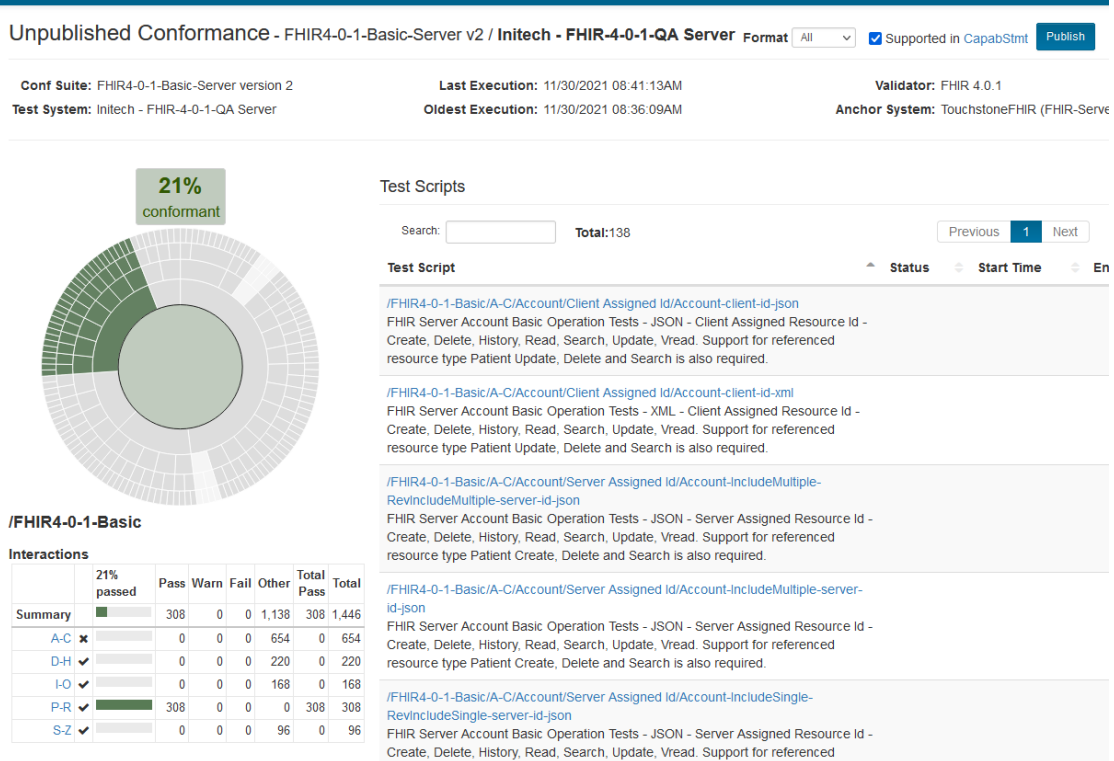 Unpublished Conformance - FHIR4-0-1-Basic-Server v2 / Initech - FHIR-4-0-1-QA Server Format All Supported in CapabStmt Publish
Conf Suite: FHIR4-0-1-Basic-Server version 2 Last Execution: 11/30/2021 08:41:13AM Validator: FHIR 4.0.1
Test System: Initech - FHIR-4-0-1-QA Server Oldest Execution: 11/30/2021 08:36:09AM Anchor System: TouchstoneFHIR (FHIR-Serve
21%
conformant
/FHIR4-0-1-Basic
Interactions
21% passed Pass Warn Fail Other Total Pass Total
Summary 308 0 0 1,138 308 1,446
A-C ✖ 0 0 0 654 0 654
D-H ✔ 0 0 0 220 0 220
I-O ✔ 0 0 0 168 0 168
P-R ✔ 308 0 0 0 308 308
S-Z ✔ 0 0 0 96 0 96
Test Scripts
Search: Total:138 Previous 1 Next
Test Script Status Start Time En
/FHIR4-0-1-Basic/A-C/Account/Client Assigned Id/Account-client-id-json
FHIR Server Account Basic Operation Tests - JSON - Client Assigned Resource Id -
Create, Delete, History, Read, Search, Update, Vread. Support for referenced
resource type Patient Update, Delete and Search is also required.
/FHIR4-0-1-Basic/A-C/Account/Client Assigned Id/Account-client-id-xml
FHIR Server Account Basic Operation Tests - XML - Client Assigned Resource Id -
Create, Delete, History, Read, Search, Update, Vread. Support for referenced
resource type Patient Update, Delete and Search is also required.
/FHIR4-0-1-Basic/A-C/Account/Server Assigned Id/Account-IncludeMultiple-
RevIncludeMultiple-server-id-json
FHIR Server Account Basic Operation Tests - JSON - Server Assigned Resource Id -
Create, Delete, History, Read, Search, Update, Vread. Support for referenced
resource type Patient Create, Delete and Search is also required.
/FHIR4-0-1-Basic/A-C/Account/Server Assigned Id/Account-IncludeMultiple-server-
id-json
FHIR Server Account Basic Operation Tests - JSON - Server Assigned Resource Id -
Create, Delete, History, Read, Search, Update, Vread. Support for referenced
resource type Patient Create, Delete and Search is also required.
/FHIR4-0-1-Basic/A-C/Account/Server Assigned Id/Account-IncludeSingle-
RevIncludeSingle-server-id-json
FHIR Server Account Basic Operation Tests - JSON - Server Assigned Resource Id -
Create, Delete, History, Read, Search, Update, Vread. Support for referenced